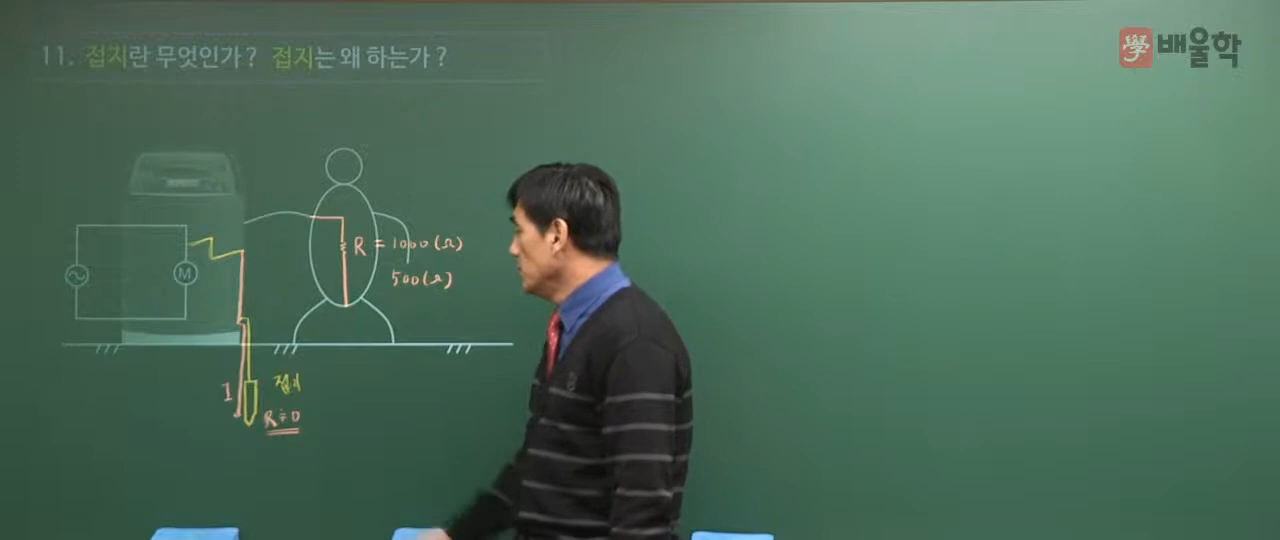 11. 접지란 무엇인가? 접지는 왜 하는가?
學 배울학
M
R = 1000(Ω)
500(Ω)
I
접지
R≒0